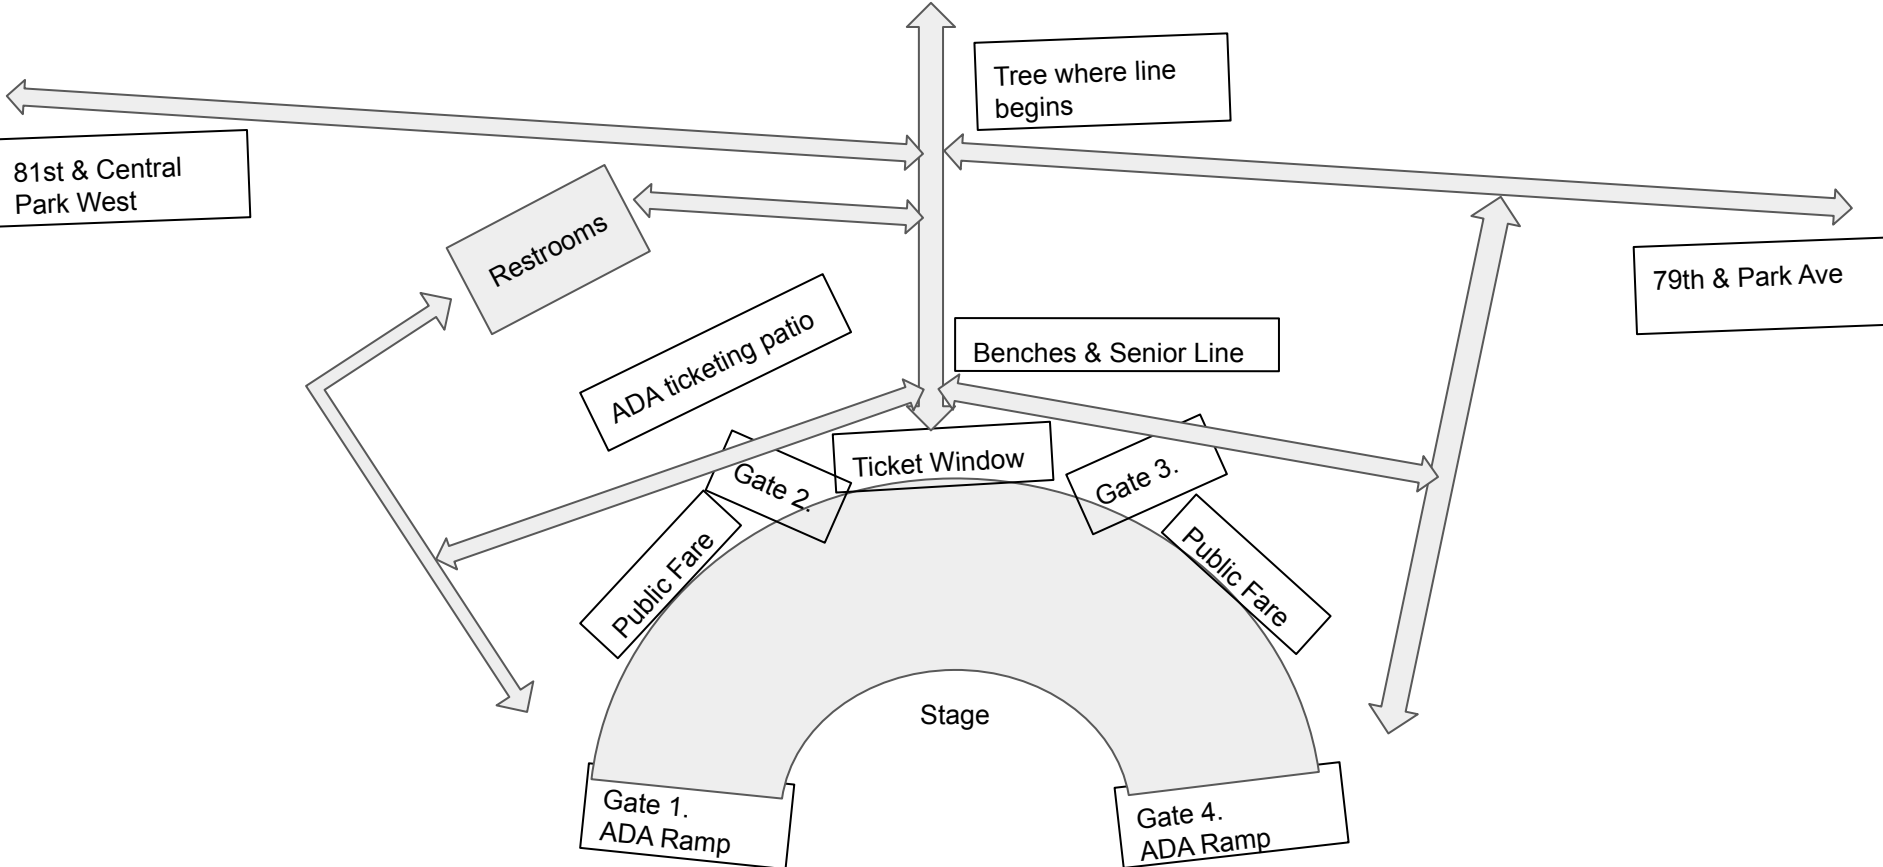 Tree where line
begins
81st & Central
Park West
Restrooms
79th & Park Ave
ADA ticketing patio
Benches & Senior Line
Ticket Window
Gate 2.
Gate 3.
Public Fare
Public Fare
Stage
Gate 1.
ADA Ramp
Gate 4.
ADA Ramp